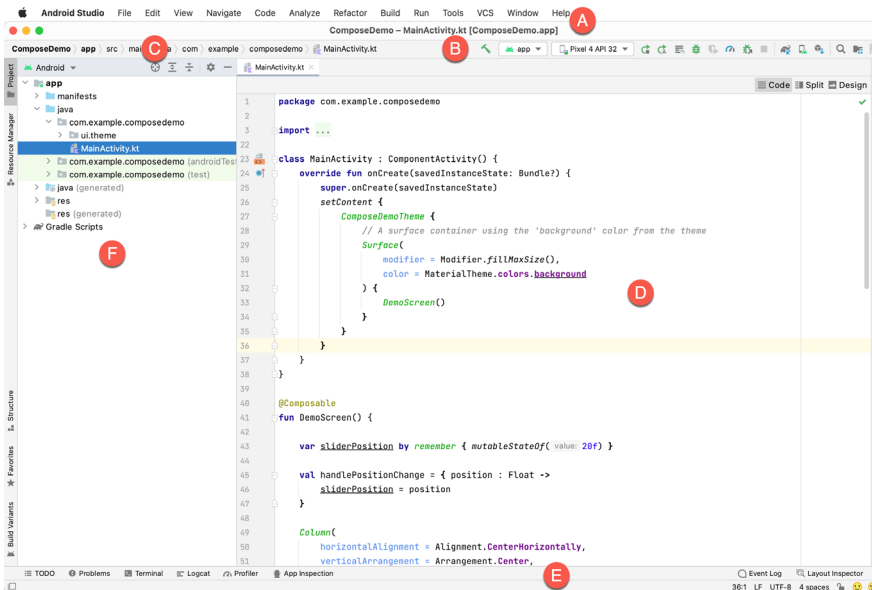 Android Studio File Edit View Navigate Code Analyze Refactor Build Run Tools VCS Window Help
A
ComposeDemo – MainActivity.kt [ComposeDemo.app]
ComposeDemo app src com example composedemo MainActivity.kt
C
B
app Pixel 4 API 32
Project
Android
MainActivity.kt
Code Split Design
app
manifests
java
com.example.composedemo
ui.theme
MainActivity.kt
com.example.composedemo (androidTest
com.example.composedemo (test)
java (generated)
res
res (generated)
Gradle Scripts
F
Resource Manager
Structure
Favorites
Build Variants
1 package com.example.composedemo
2
3 import ...
22
23 class MainActivity : ComponentActivity() {
24 override fun onCreate(savedInstanceState: Bundle?) {
25 super.onCreate(savedInstanceState)
26 setContent {
27 ComposeDemoTheme {
28 // A surface container using the 'background' color from the theme
29 Surface(
30 modifier = Modifier.fillMaxSize(),
31 color = MaterialTheme.colors.background
32 ) {
D
33 DemoScreen()
34 }
35 }
36 }
37 }
38 }
39
40 @Composable
41 fun DemoScreen() {
42
43 var sliderPosition by remember { mutableStateOf( value: 20f) }
44
45 val handlePositionChange = { position : Float ->
46 sliderPosition = position
47 }
48
49 Column(
50 horizontalAlignment = Alignment.CenterHorizontally,
51 verticalArrangement = Arrangement.Center,
TODO Problems Terminal Logcat Profiler App Inspection Event Log Layout Inspector
E
36:1 LF UTF-8 4 spaces